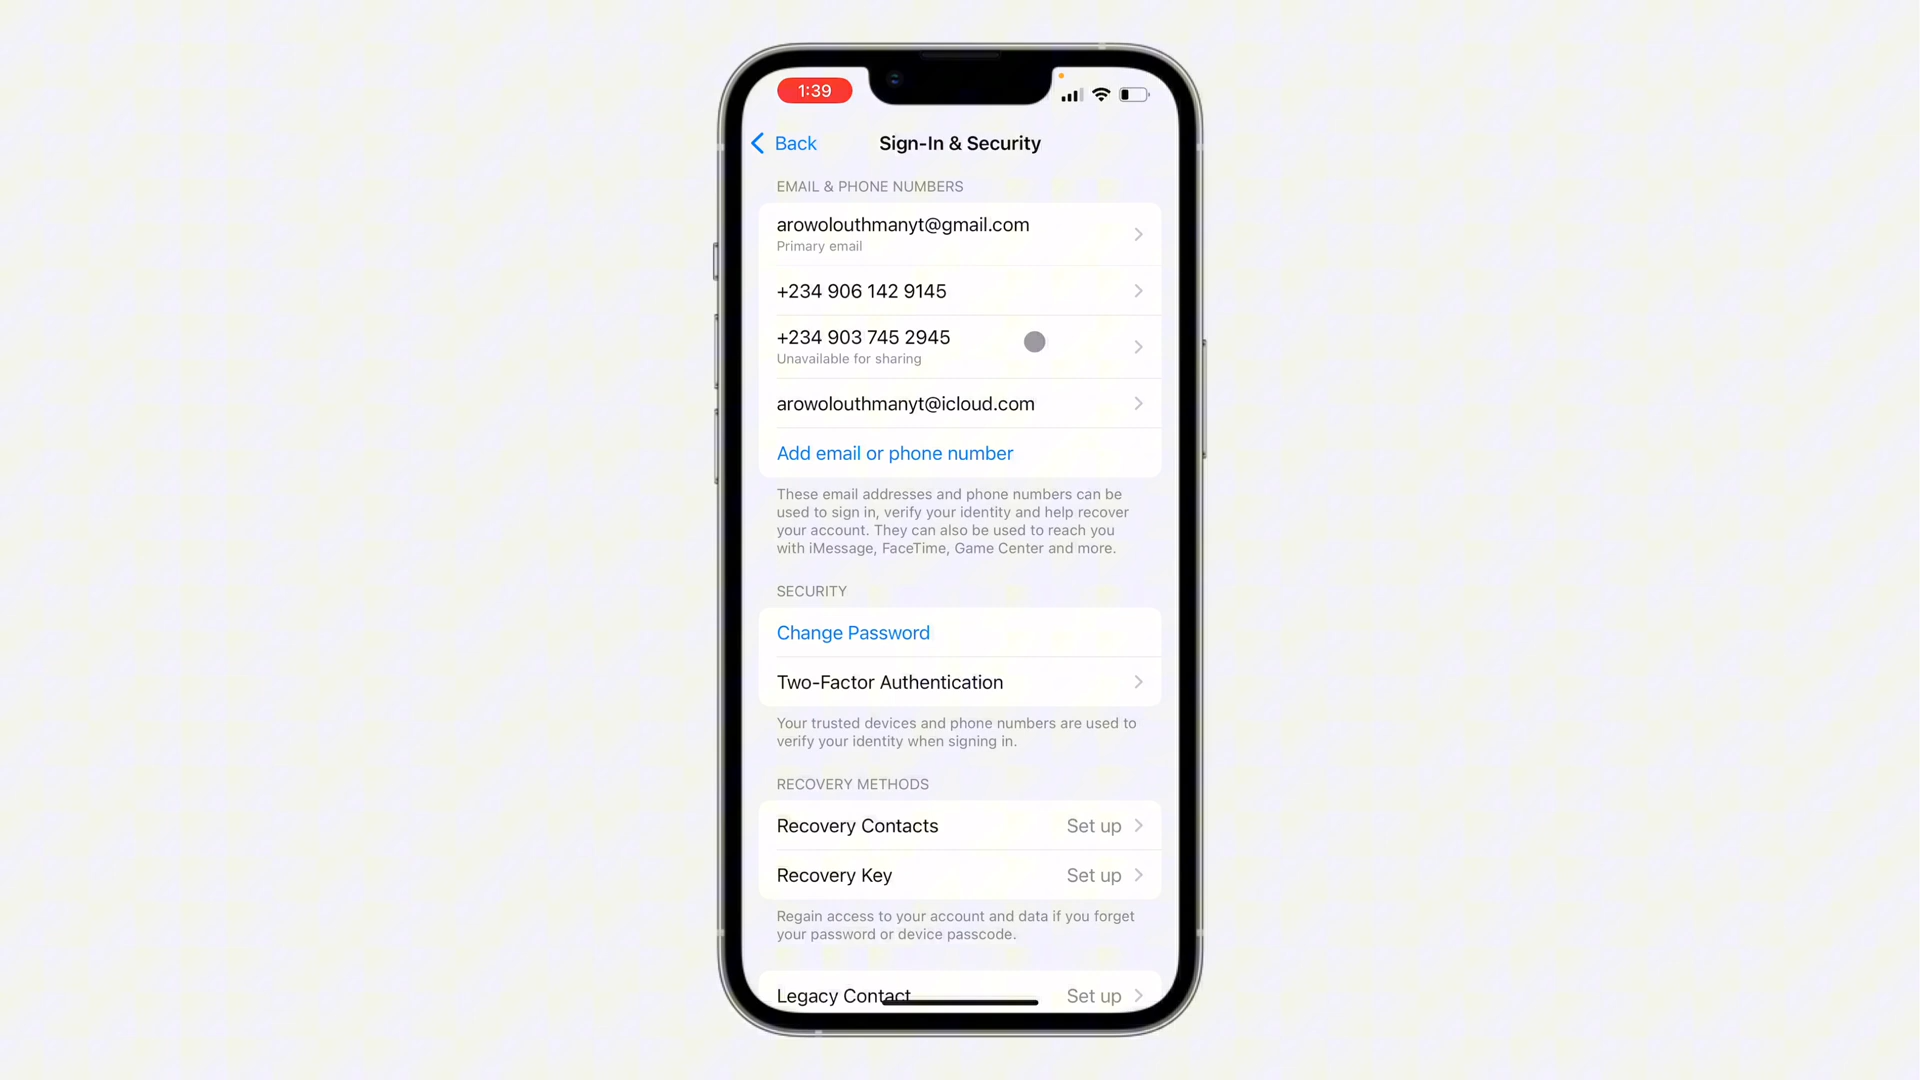 1:39
Back
Sign-In & Security
EMAIL & PHONE NUMBERS
arowolouthmanyt@gmail.com
Primary email
+234 906 142 9145
+234 903 745 2945
Unavailable for sharing
arowolouthmanyt@icloud.com
Add email or phone number
These email addresses and phone numbers can be
used to sign in, verify your identity and help recover
your account. They can also be used to reach you
with iMessage, FaceTime, Game Center and more.
SECURITY
Change Password
Two-Factor Authentication
Your trusted devices and phone numbers are used to
verify your identity when signing in.
RECOVERY METHODS
Recovery Contacts Set up
Recovery Key Set up
Regain access to your account and data if you forget
your password or device passcode.
Legacy Contact Set up